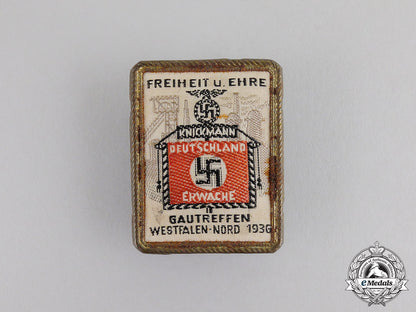 FREIHEIT U. EHRE
KNICKMANN
DEUTSCHLAND
ERWACHE
GAUTREFFEN
WESTFALEN-NORD 1936
eMedals